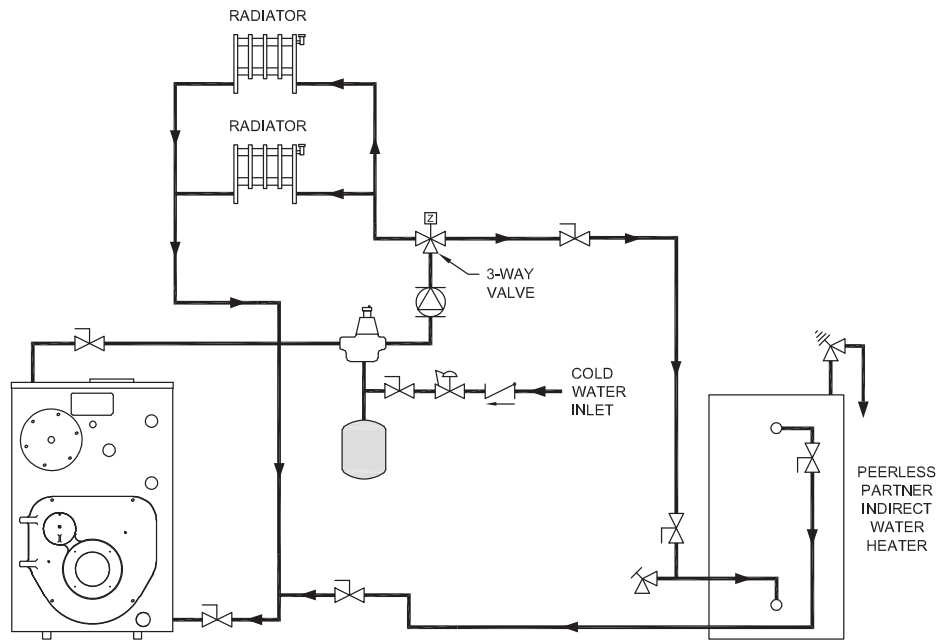 RADIATOR
RADIATOR
Z
3-WAY
VALVE
COLD
WATER
INLET
PEERLESS
PARTNER
INDIRECT
WATER
HEATER